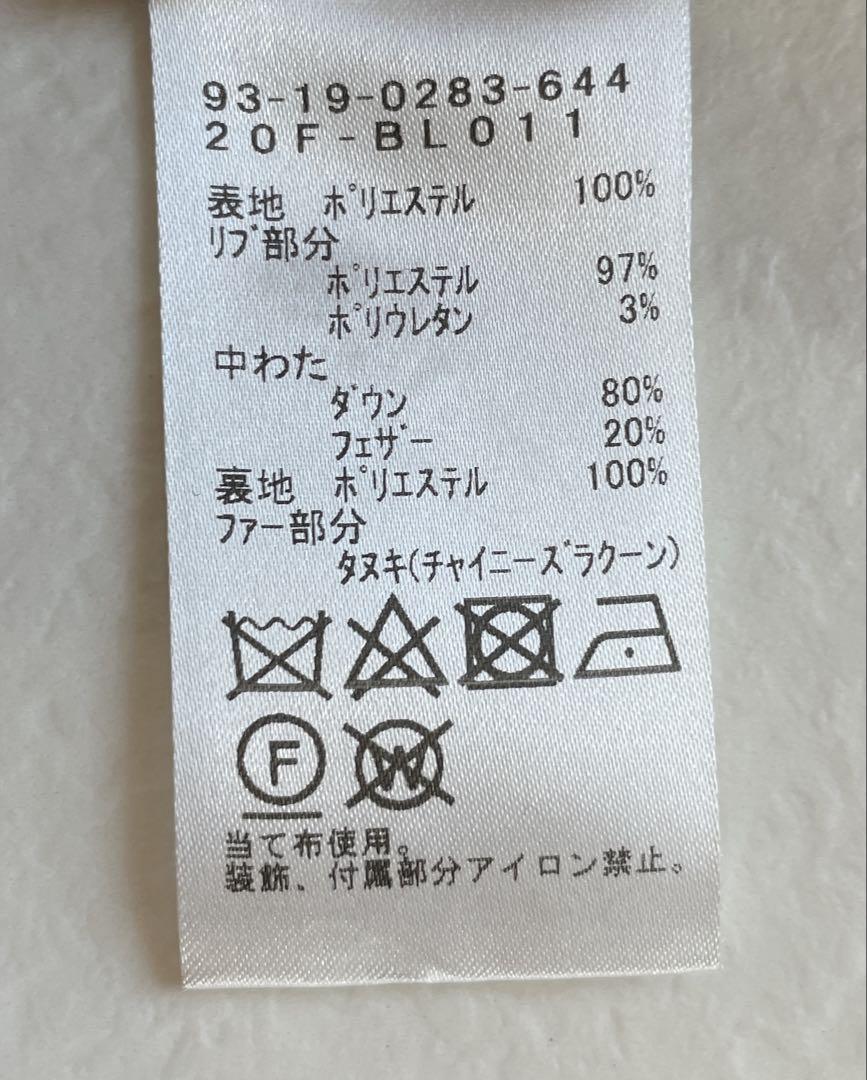 93-19-0283-644
20F-BL011
表地 ﾎﾟﾘｴｽﾃﾙ 100%
ﾘﾌﾞ部分
ﾎﾟﾘｴｽﾃﾙ 97%
ﾎﾟﾘｳﾚﾀﾝ 3%
中わた
ﾀﾞｳﾝ 80%
ﾌｪｻﾞｰ 20%
裏地 ﾎﾟﾘｴｽﾃﾙ 100%
ﾌｧｰ部分
ﾀﾇｷ(ﾁｬｲﾆｰｽﾞﾗｸｰﾝ)
F W
当て布使用。
装飾、付属部分アイロン禁止。